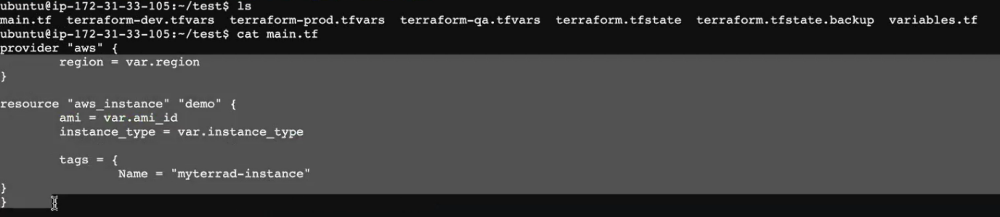 ubuntu@ip-172-31-33-105:~/test$ ls
main.tf  terraform-dev.tfvars  terraform-prod.tfvars  terraform-qa.tfvars  terraform.tfstate  terraform.tfstate.backup  variables.tf
ubuntu@ip-172-31-33-105:~/test$ cat main.tf
provider "aws" {
        region = var.region
}

resource "aws_instance" "demo" {
        ami = var.ami_id
        instance_type = var.instance_type

        tags = {
                Name = "myterrad-instance"
}
}